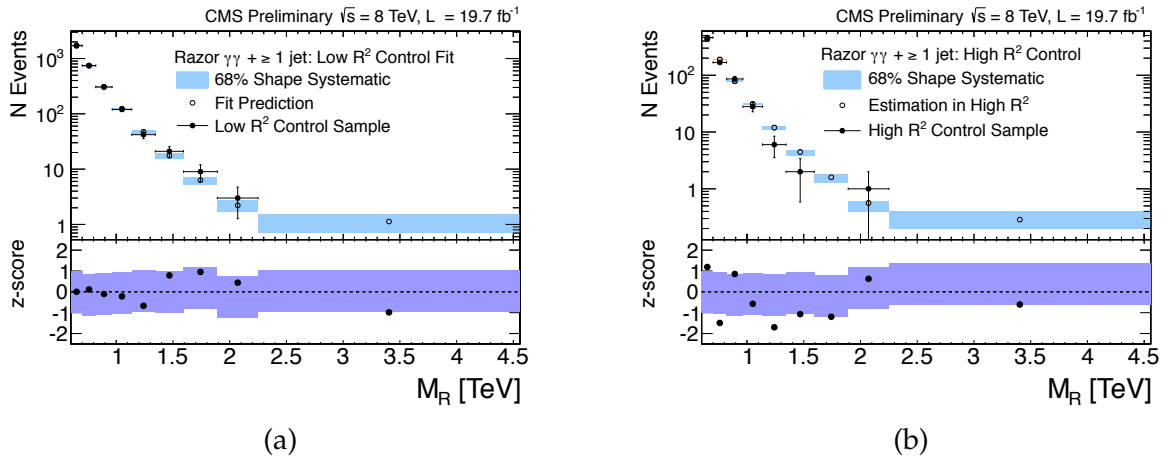 CMS Preliminary √s = 8 TeV, L = 19.7 fb⁻¹
N Events
10³
10²
10
1
Razor γγ + ≥ 1 jet: Low R² Control Fit
68% Shape Systematic
Fit Prediction
Low R² Control Sample
z-score
2
1
0
-1
-2
1 1.5 2 2.5 3 3.5 4 4.5
M_R [TeV]
(a)
CMS Preliminary √s = 8 TeV, L = 19.7 fb⁻¹
N Events
10²
10
1
Razor γγ + ≥ 1 jet: High R² Control
68% Shape Systematic
Estimation in High R²
High R² Control Sample
z-score
2
1
0
-1
-2
1 1.5 2 2.5 3 3.5 4 4.5
M_R [TeV]
(b)